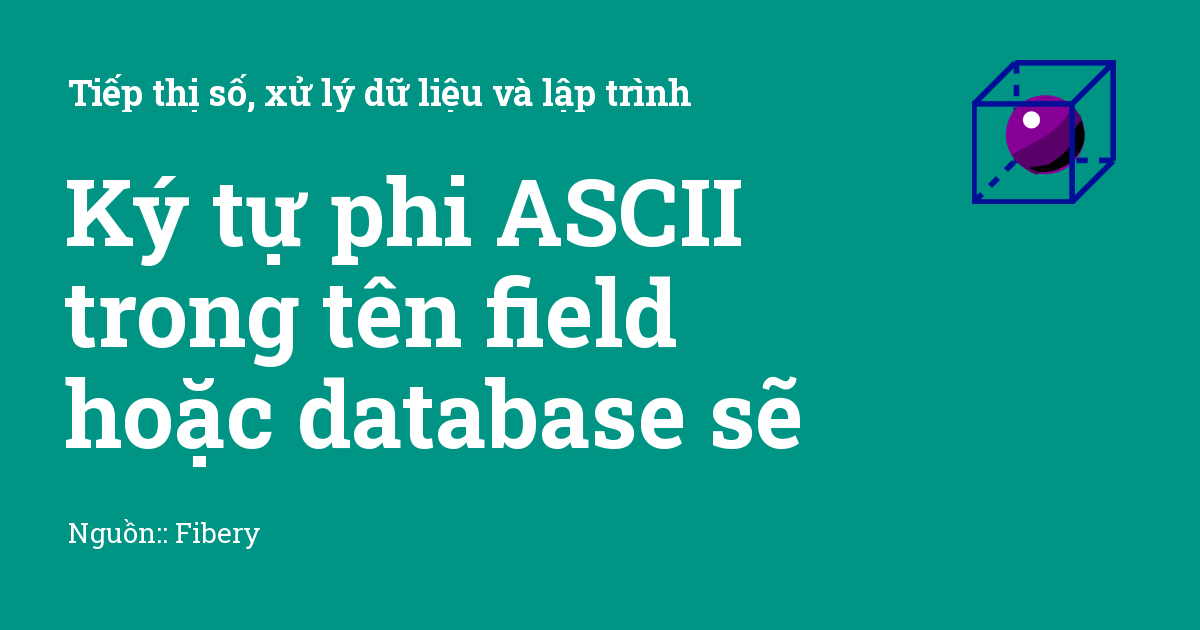 Tiếp thị số, xử lý dữ liệu và lập trình
Ký tự phi ASCII
trong tên field
hoặc database sẽ
Nguồn:: Fibery